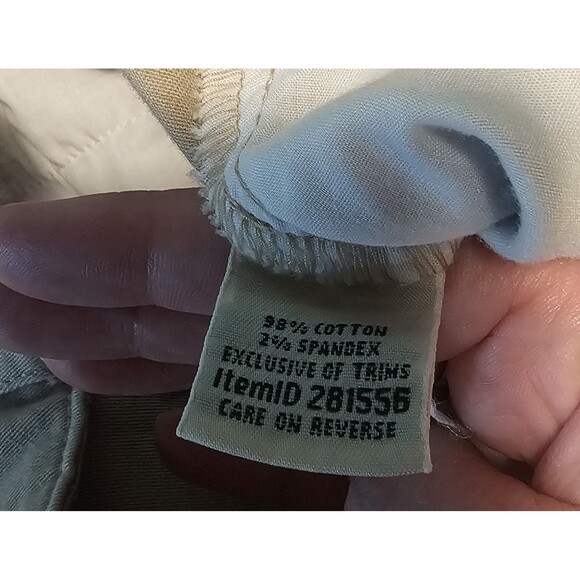 98% COTTON
2% SPANDEX
EXCLUSIVE OF TRIMS
ItemID 281556
CARE ON REVERSE